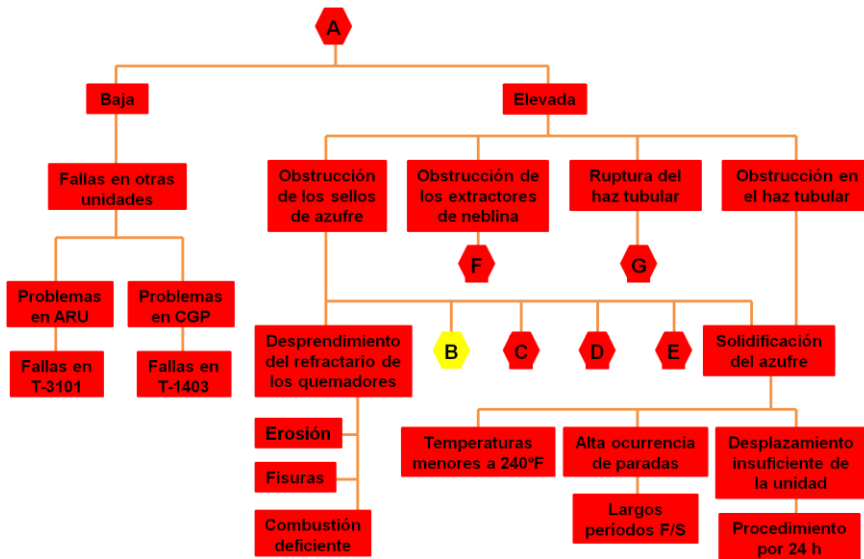 A
Baja
Elevada
Fallas en otras
unidades
Obstrucción
de los sellos
de azufre
Obstrucción de
los extractores
de neblina
Ruptura del
haz tubular
Obstrucción en
el haz tubular
F
G
Problemas
en ARU
Problemas
en CGP
Fallas en
T-3101
Fallas en
T-1403
Desprendimiento
del refractario de
los quemadores
B
C
D
E
Solidificación
del azufre
Erosión
Fisuras
Combustión
deficiente
Temperaturas
menores a 240ºF
Alta ocurrencia
de paradas
Desplazamiento
insuficiente de
la unidad
Largos
períodos F/S
Procedimiento
por 24 h